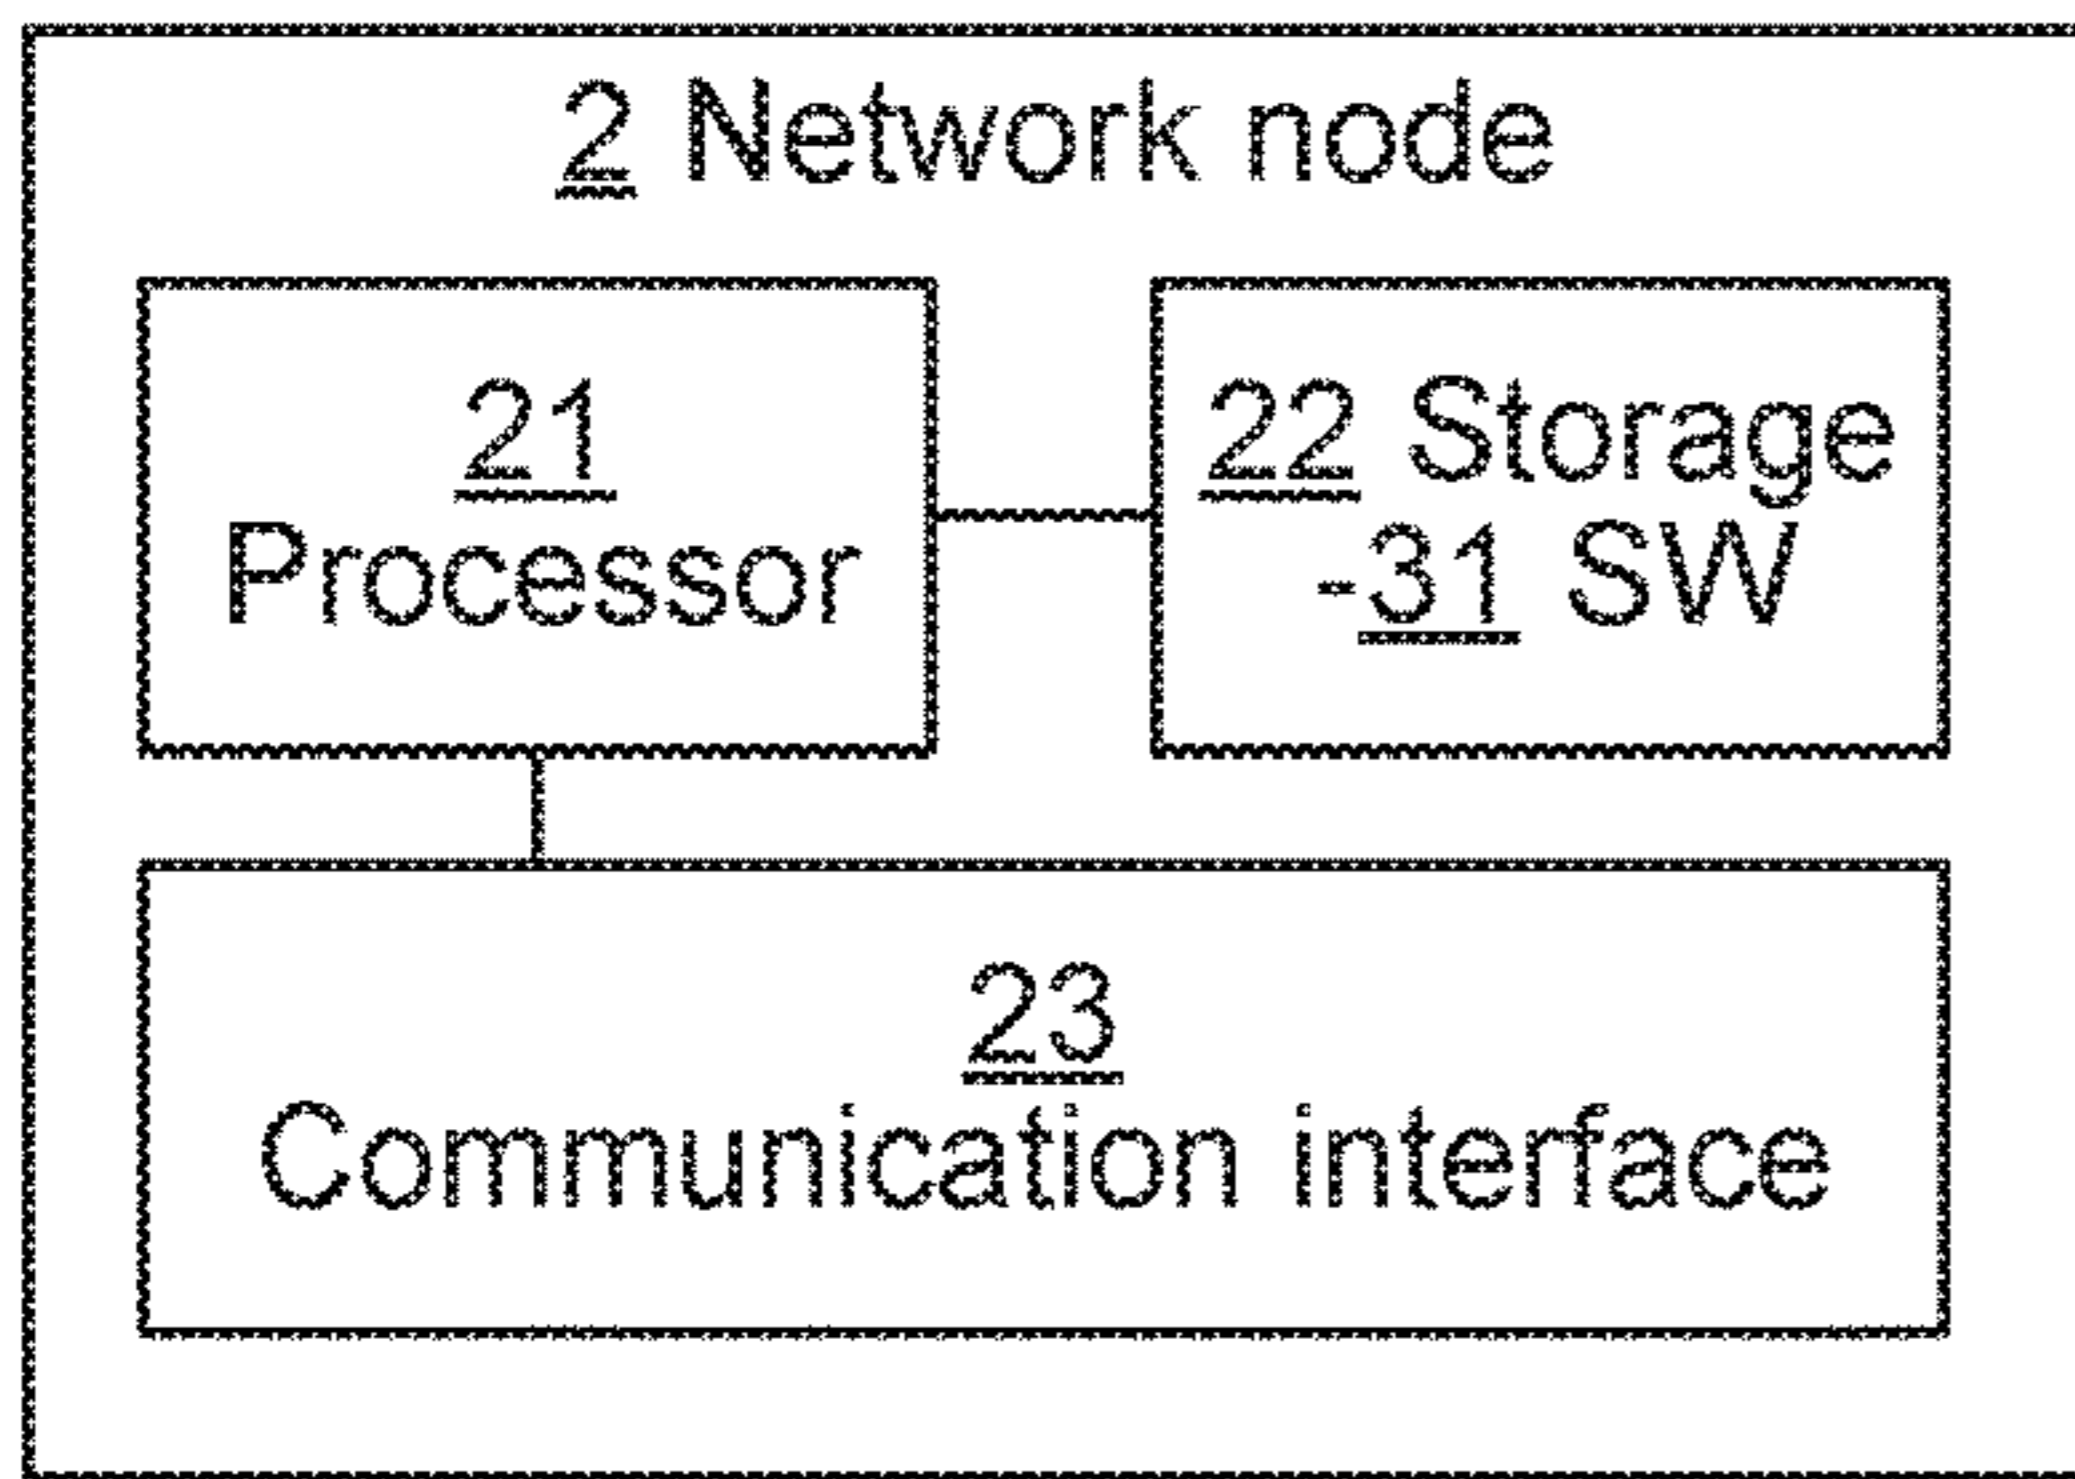 2 Network node
21
Processor
22 Storage
-31 SW
23
Communication interface